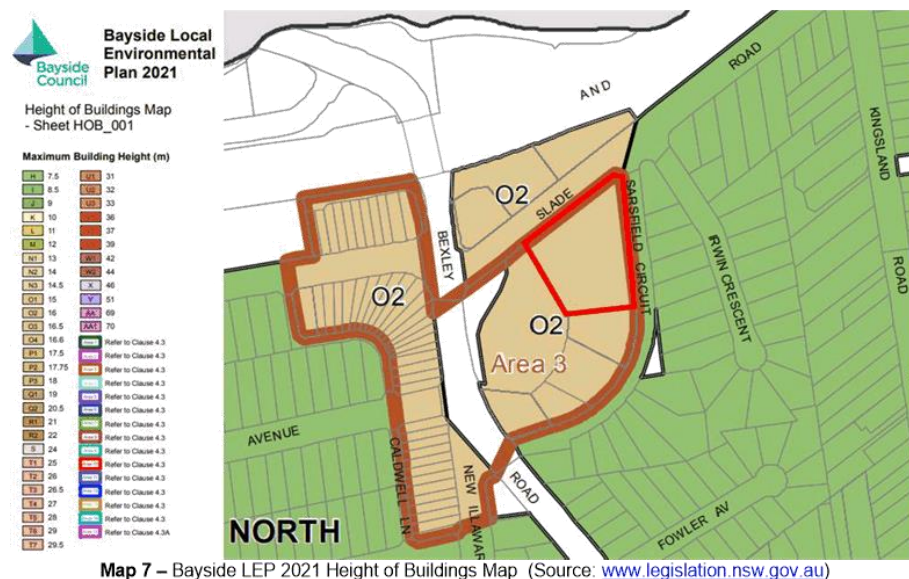 Bayside Local
Environmental
Plan 2021
Bayside
Council
Height of Buildings Map
- Sheet HOB_001
Maximum Building Height (m)
H 7.5
I 8.5
J 9
K 10
L 11
M 12
N1 13
N2 14
N3 14.5
O1 15
O2 16
O3 16.5
O4 16.6
P1 17.5
P2 17.75
P3 18
Q1 19
Q2 20.5
R1 21
R2 22
S 24
T1 25
T2 26
T3 26.5
T4 27
T5 28
T6 29
T7 29.5
U1 31
U2 32
U3 33
36
37
39
W1 42
W2 44
X 46
Y 51
AA 69
AA1 70
Refer to Clause 4.3
Refer to Clause 4.3
Refer to Clause 4.3
Refer to Clause 4.3
Refer to Clause 4.3
Refer to Clause 4.3
Refer to Clause 4.3
Refer to Clause 4.3
Refer to Clause 4.3
Refer to Clause 4.3
Refer to Clause 4.3
Refer to Clause 4.3
Refer to Clause 4.3
Refer to Clause 4.3
Refer to Clause 4.3A
AND
ROAD
KINGSLAND
ROAD
O2
SLADE
SARSFIELD CIRCUIT
BEXLEY
IRWIN CRESCENT
O2
O2
Area 3
AVENUE
CALDWELL LN
NEW ILLAWAR
ROAD
FOWLER AV
NORTH
Map 7 – Bayside LEP 2021 Height of Buildings Map (Source: www.legislation.nsw.gov.au)